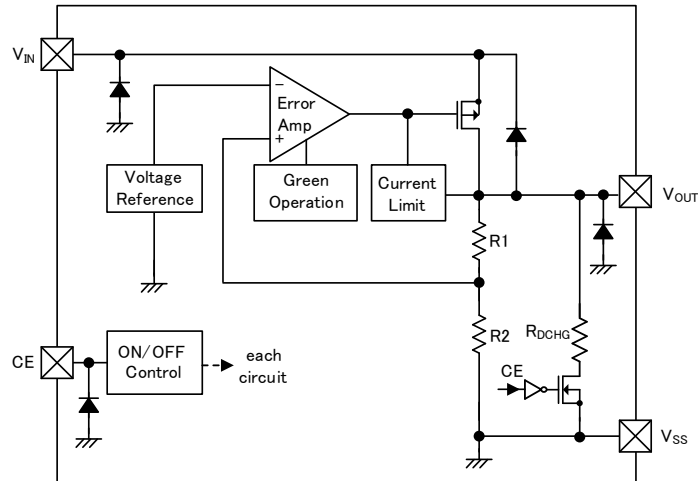 VIN
−
Error
Amp
+
Voltage
Reference
Green
Operation
Current
Limit
VOUT
R1
R2
RDCHG
CE
ON/OFF
Control
each
circuit
CE
VSS